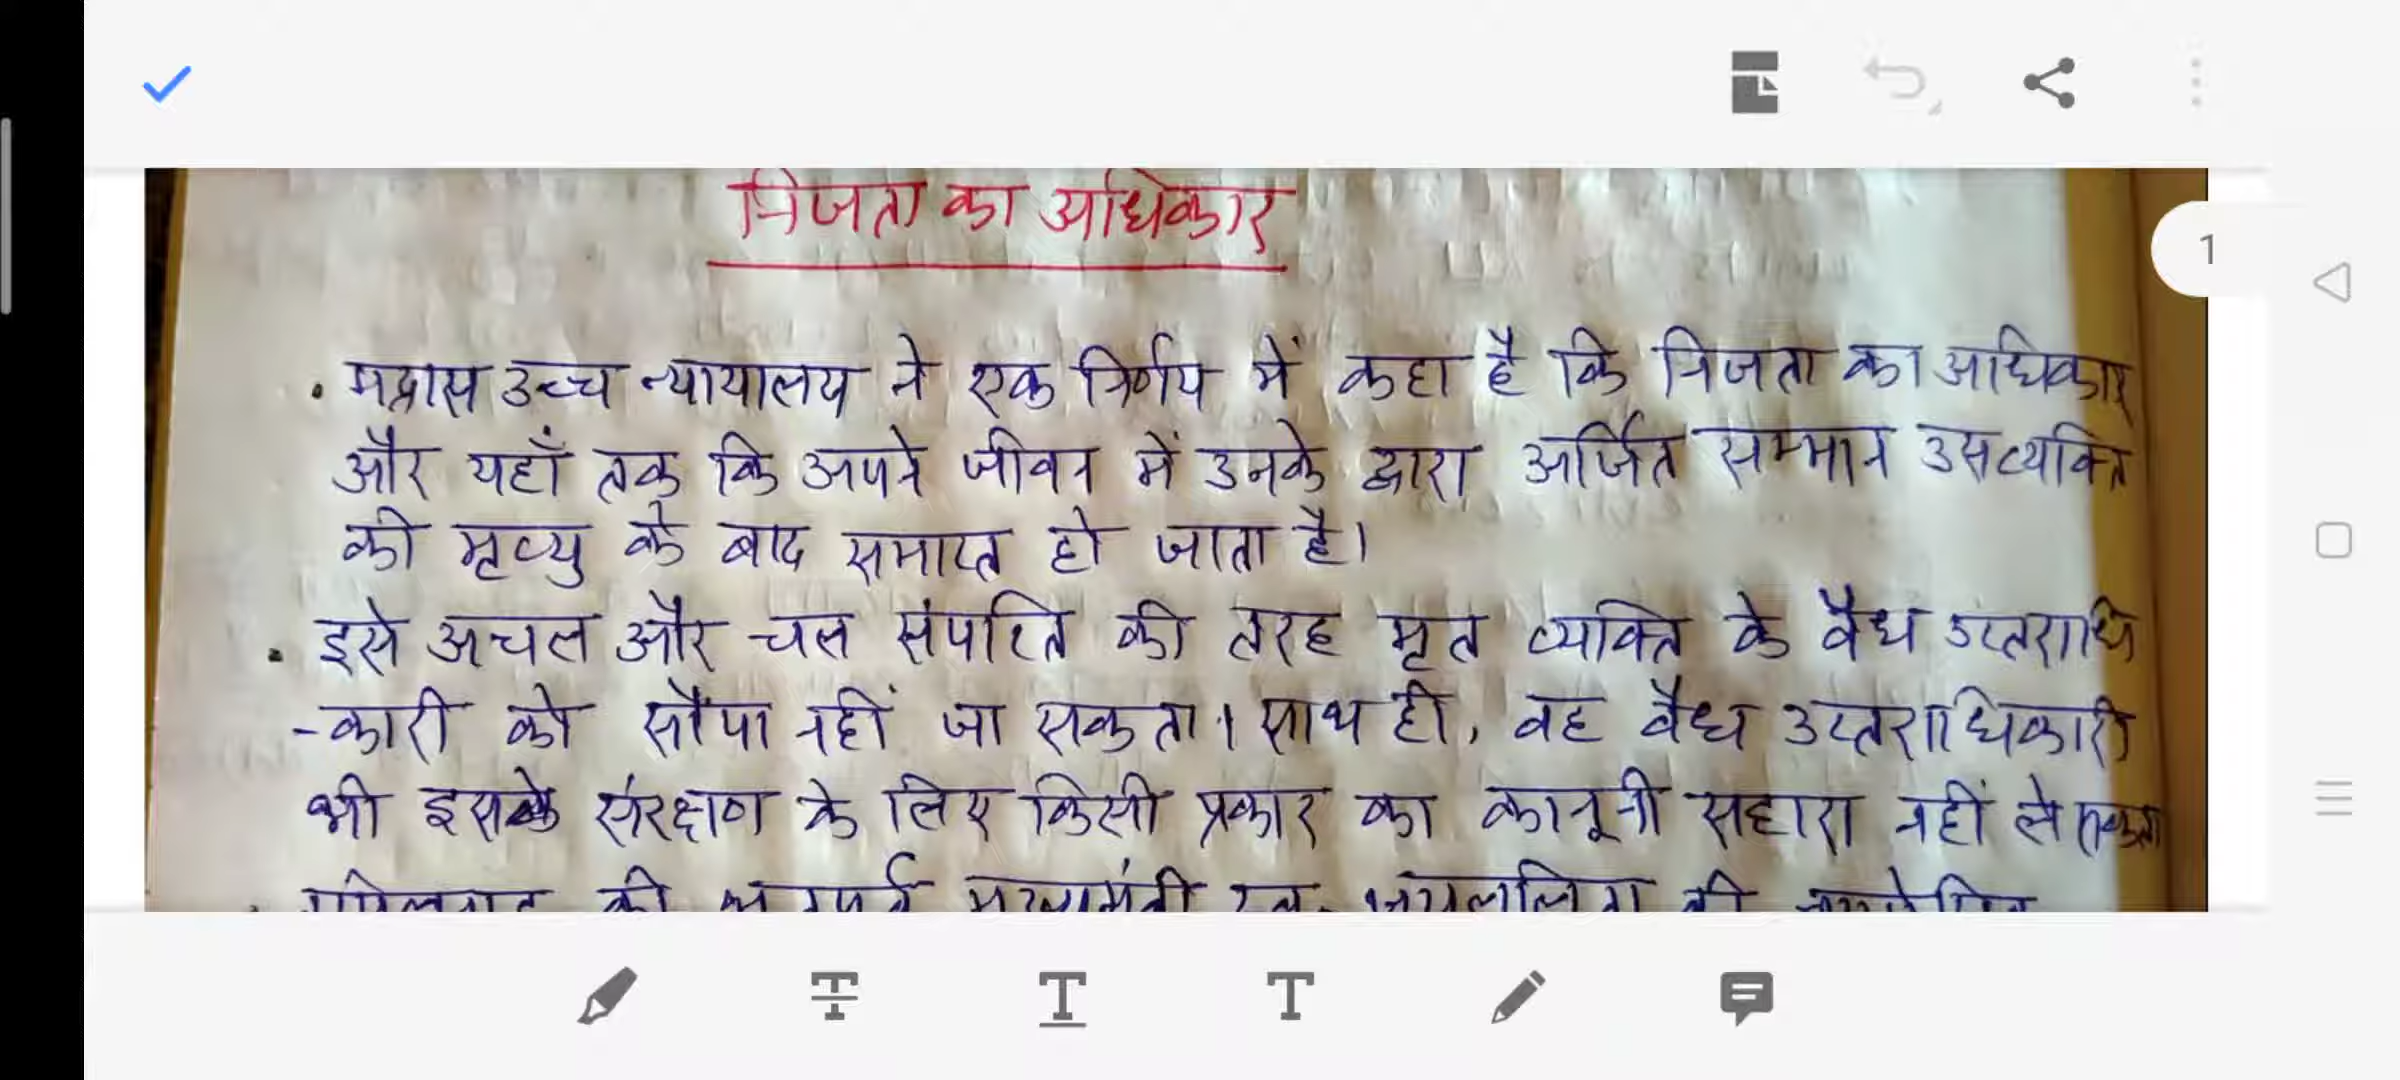 1
निजता का अधिकार
. मद्रास उच्च न्यायालय ने एक निर्णय में कहा है कि निजता का अधिकार
और यहाँ तक कि अपने जीवन में उनके द्वारा अर्जित सम्मान उस व्यक्ति
की मृत्यु के बाद समाप्त हो जाता है।
. इसे अचल और चल संपत्ति की तरह मृत व्यक्ति के वैध उत्तराधि
-कारी को सौंपा नहीं जा सकता। साथ ही, वह वैध उत्तराधिकारी
भी इसके संरक्षण के लिए किसी प्रकार का कानूनी सहारा नहीं ले सकता
की